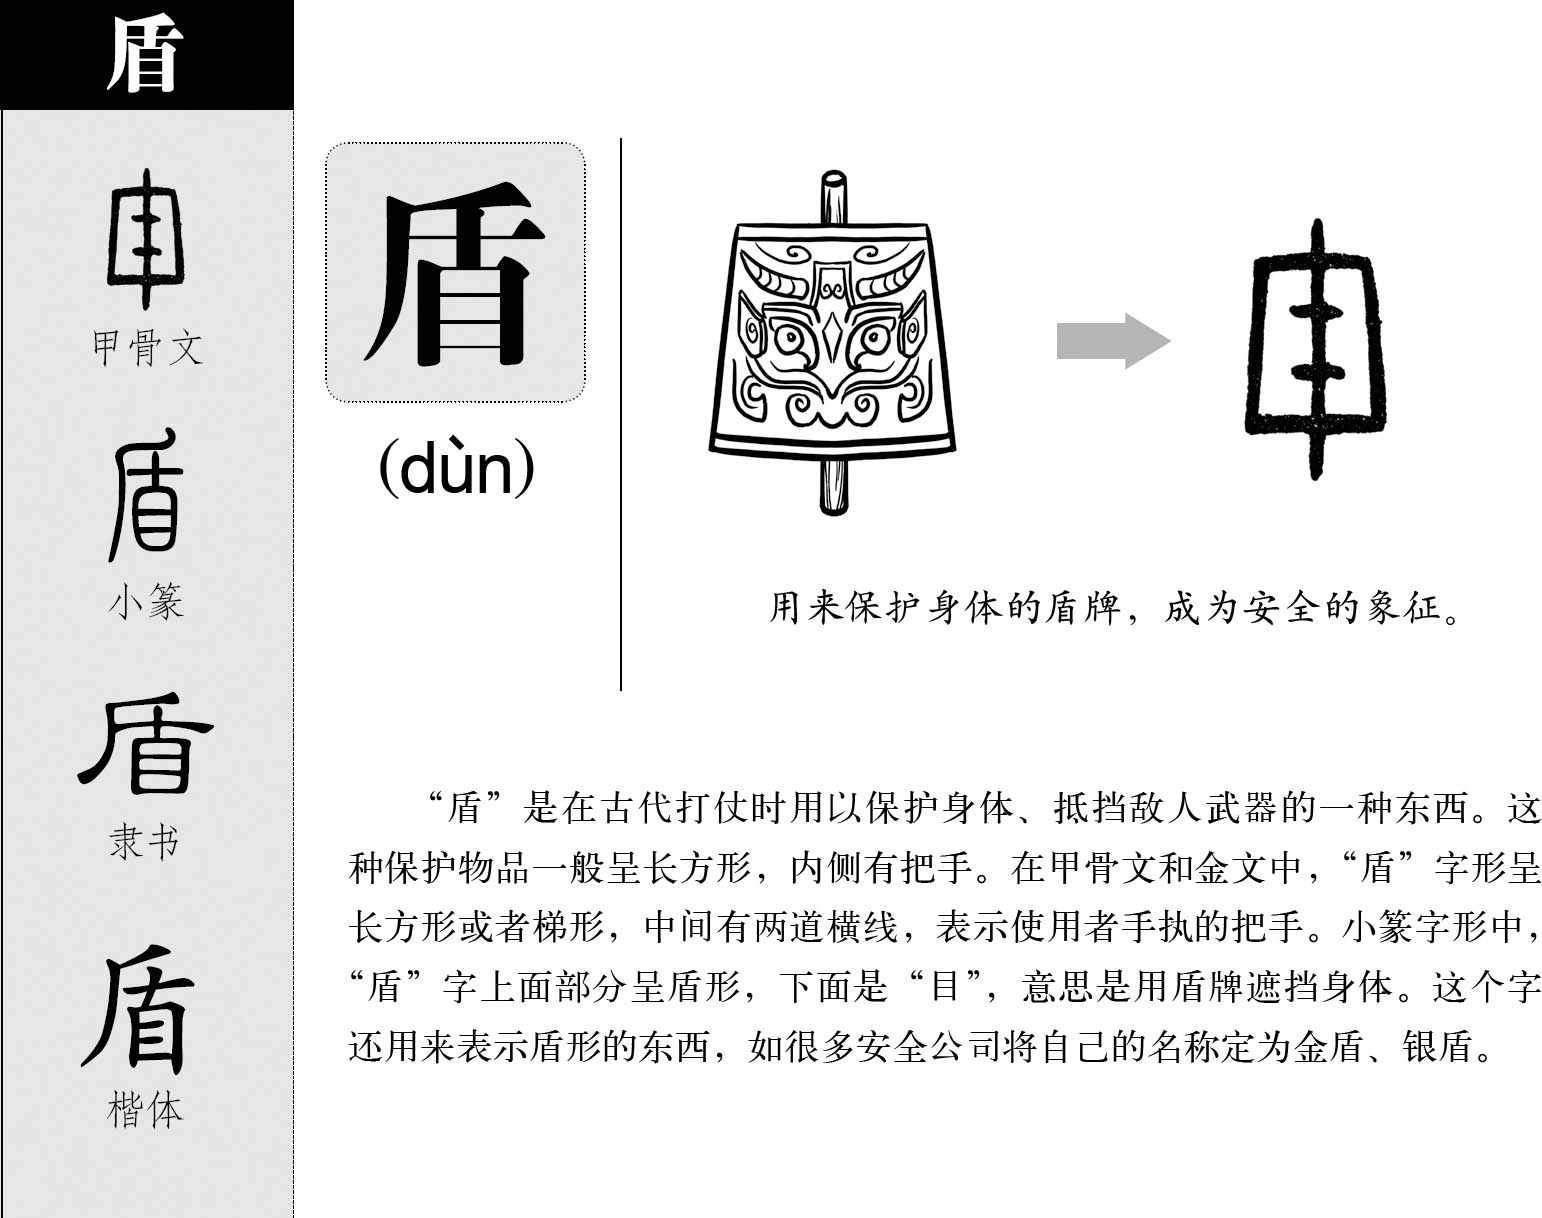 盾
甲骨文
盾
小篆
盾
隶书
盾
楷体
盾
(dùn)
用来保护身体的盾牌，成为安全的象征。
“盾”是在古代打仗时用以保护身体、抵挡敌人武器的一种东西。这
种保护物品一般呈长方形，内侧有把手。在甲骨文和金文中，“盾”字形呈
长方形或者梯形，中间有两道横线，表示使用者手执的把手。小篆字形中，
“盾”字上面部分呈盾形，下面是“目”，意思是用盾牌遮挡身体。这个字
还用来表示盾形的东西，如很多安全公司将自己的名称定为金盾、银盾。